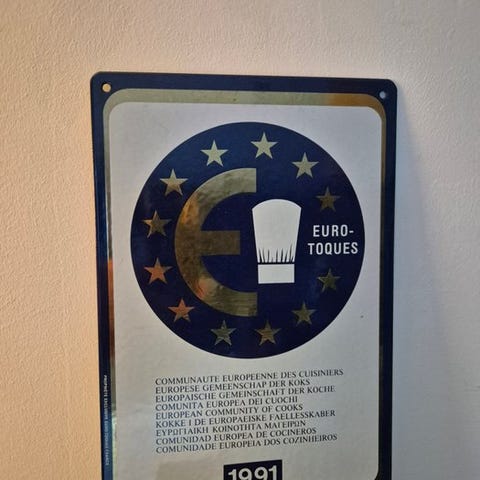 EURO-
TOQUES
COMMUNAUTE EUROPEENNE DES CUISINIERS
EUROPESE GEMEENSCHAP DER KOKS
EUROPAISCHE GEMEINSCHAFT DER KOCHE
COMUNITA EUROPEA DEI CUOCHI
EUROPEAN COMMUNITY OF COOKS
KOKKE I DE EUROPAEISKE FAELLESSKABER
ΕΥΡΩΠΑΙΚΗ ΚΟΙΝΟΤΗΤΑ ΜΑΓΕΙΡΩΝ
COMUNIDAD EUROPEA DE COCINEROS
COMUNIDADE EUROPEIA DOS COZINHEIROS
1991